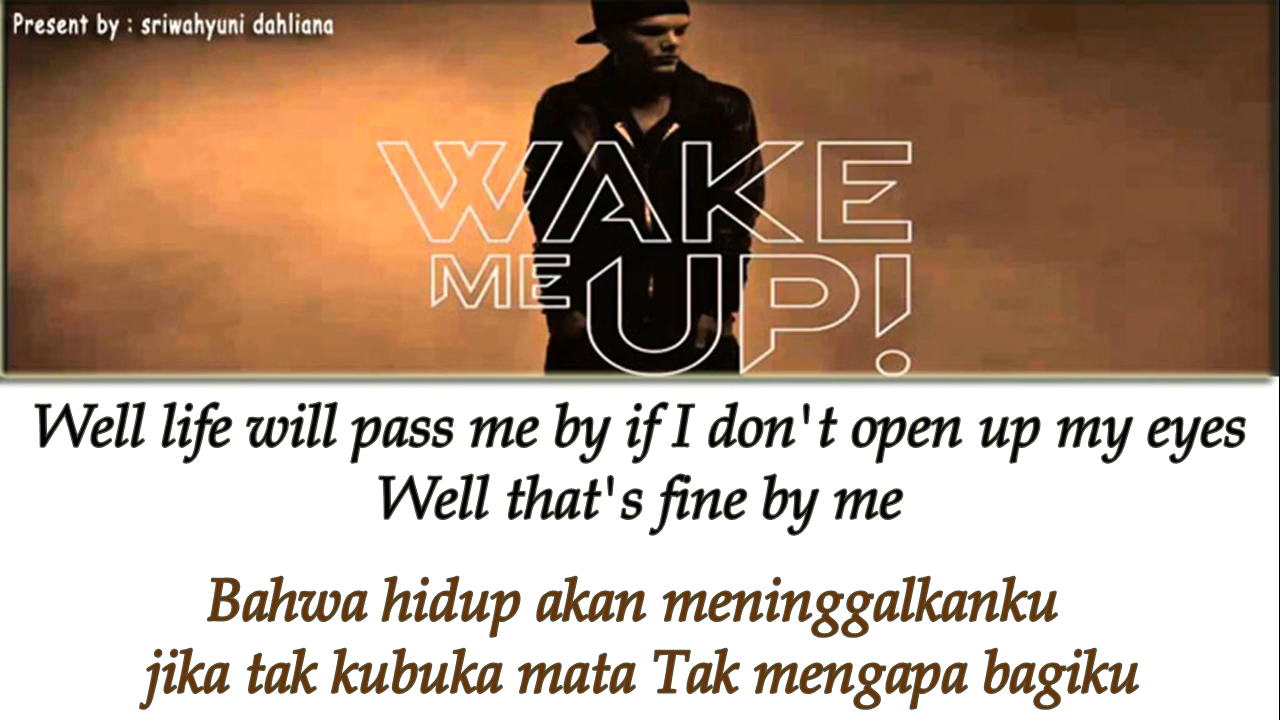 Present by : sriwahyuni dahliana
WAKE
ME UP!
Well life will pass me by if I don't open up my eyes
Well that's fine by me
Bahwa hidup akan meninggalkanku
jika tak kubuka mata Tak mengapa bagiku